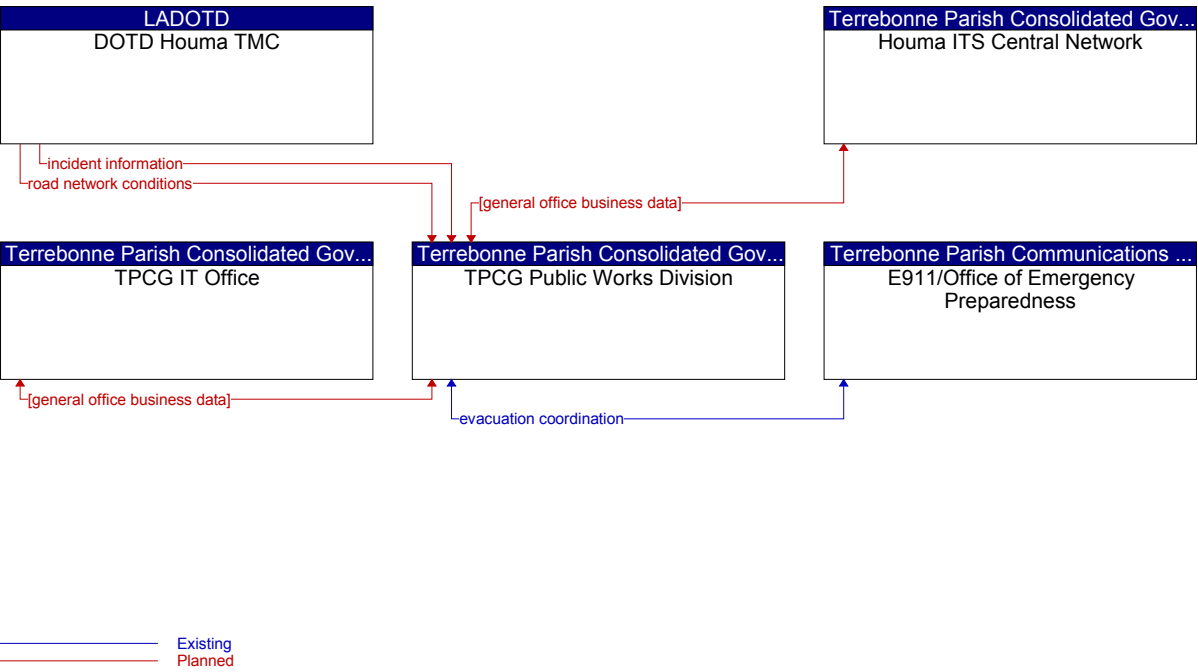 LADOTD
DOTD Houma TMC
Terrebonne Parish Consolidated Gov...
Houma ITS Central Network
incident information
road network conditions
[general office business data]
Terrebonne Parish Consolidated Gov...
TPCG IT Office
Terrebonne Parish Consolidated Gov...
TPCG Public Works Division
Terrebonne Parish Communications ...
E911/Office of Emergency
Preparedness
[general office business data]
evacuation coordination
Existing
Planned